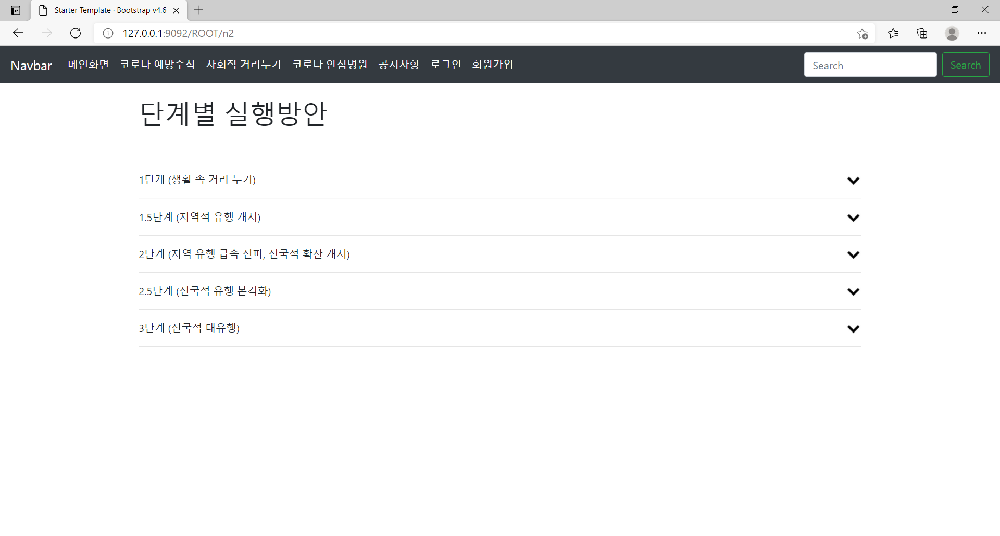 Starter Template · Bootstrap v4.6
127.0.0.1:9092/ROOT/n2
Navbar 메인화면 코로나 예방수칙 사회적 거리두기 코로나 안심병원 공지사항 로그인 회원가입 Search Search
단계별 실행방안
1단계 (생활 속 거리 두기)
1.5단계 (지역적 유행 개시)
2단계 (지역 유행 급속 전파, 전국적 확산 개시)
2.5단계 (전국적 유행 본격화)
3단계 (전국적 대유행)